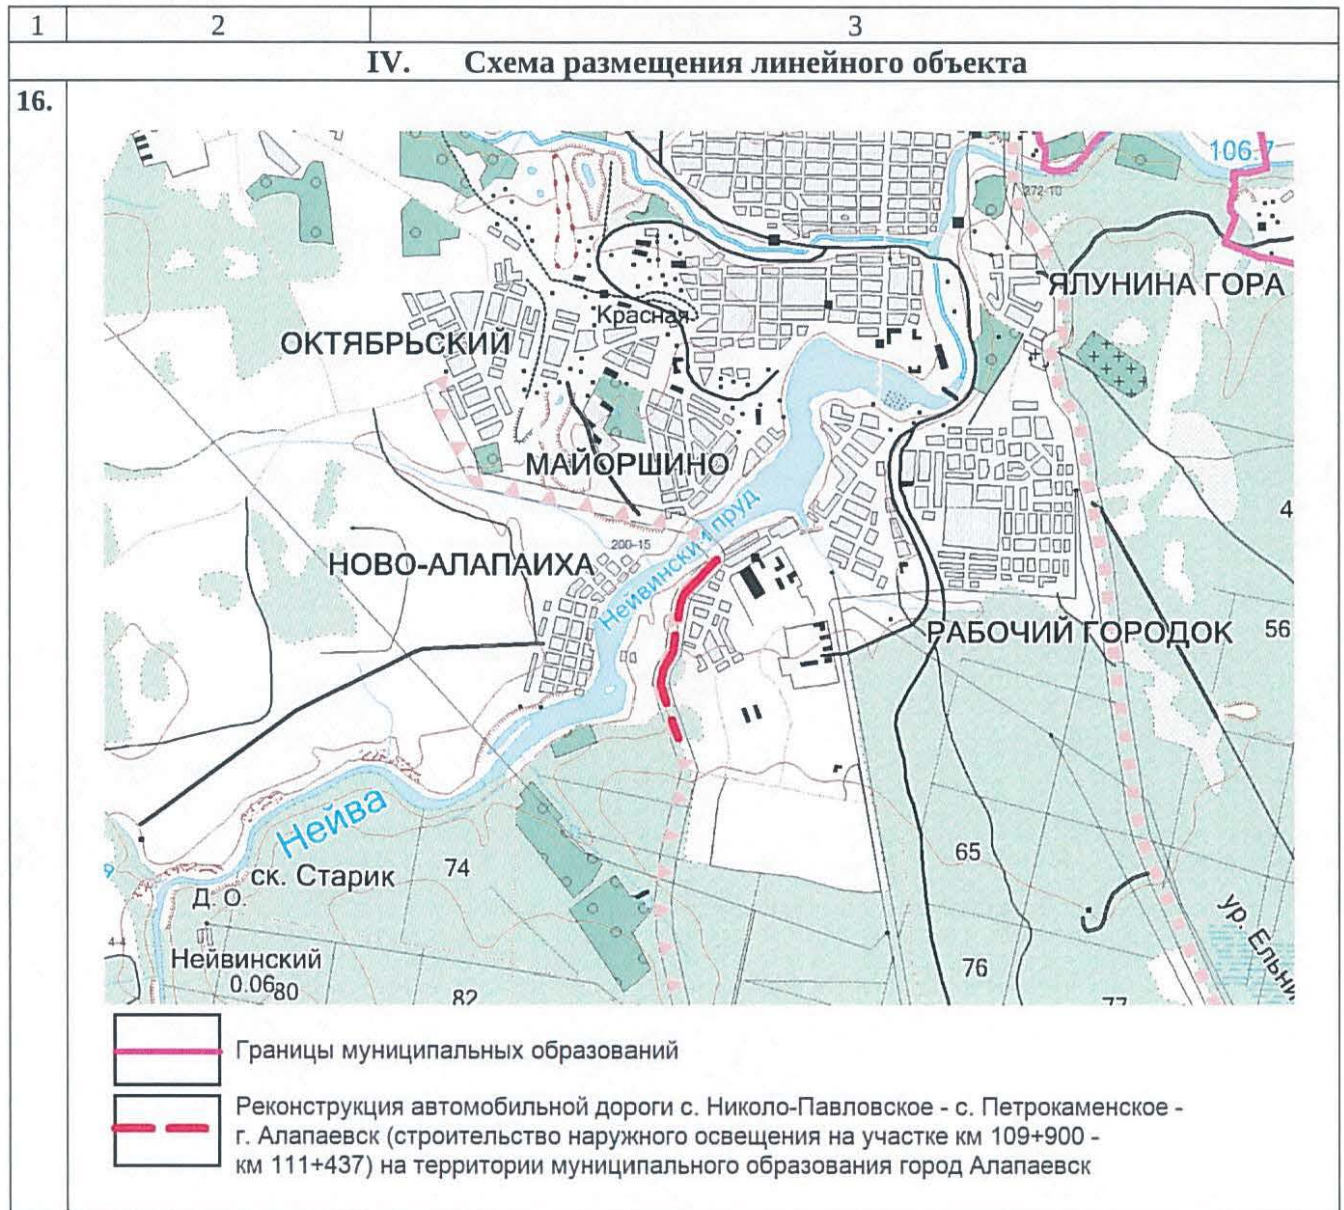 1 2 3
IV. Схема размещения линейного объекта
16.
106.7
272-10
ЯЛУНИНА ГОРА
Красная
ОКТЯБРЬСКИЙ
МАЙОРШИНО
4
Нейвинский пруд
200-15
НОВО-АЛАПАИХА
РАБОЧИЙ ГОРОДОК
56
Нейва
65
ск. Старик
74
Д. О.
ур. Ельни
4-4
Нейвинский
76
0.06
80
82
77
Границы муниципальных образований
Реконструкция автомобильной дороги с. Николо-Павловское - с. Петрокаменское -
г. Алапаевск (строительство наружного освещения на участке км 109+900 -
км 111+437) на территории муниципального образования город Алапаевск